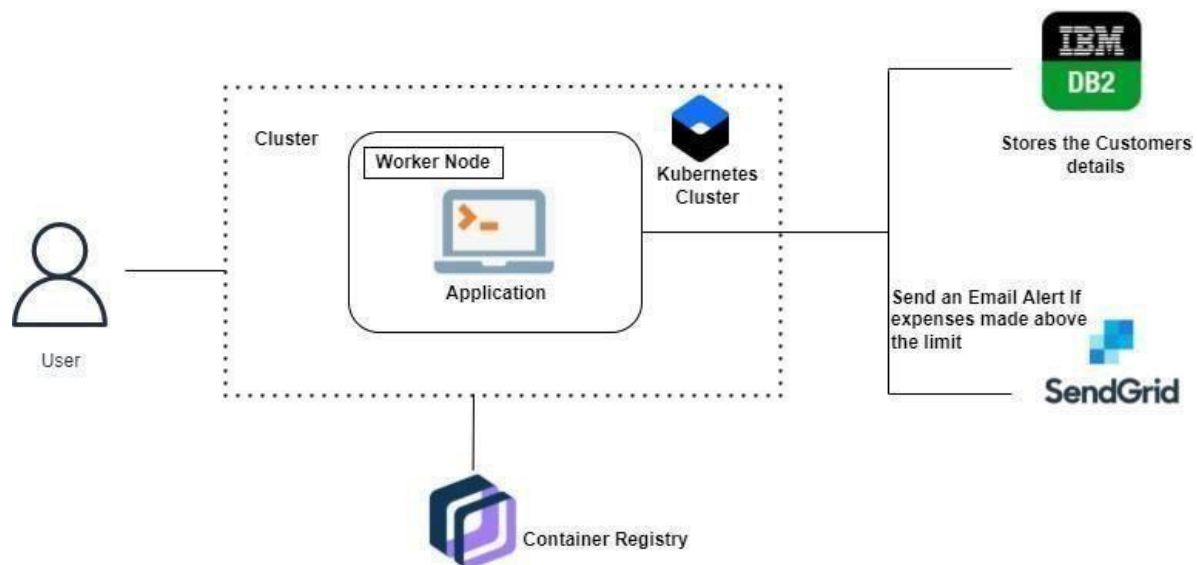 IBM
DB2
Stores the Customers
details
Cluster
Worker Node
Kubernetes
Cluster
Application
User
Send an Email Alert If
expenses made above
the limit
SendGrid
Container Registry